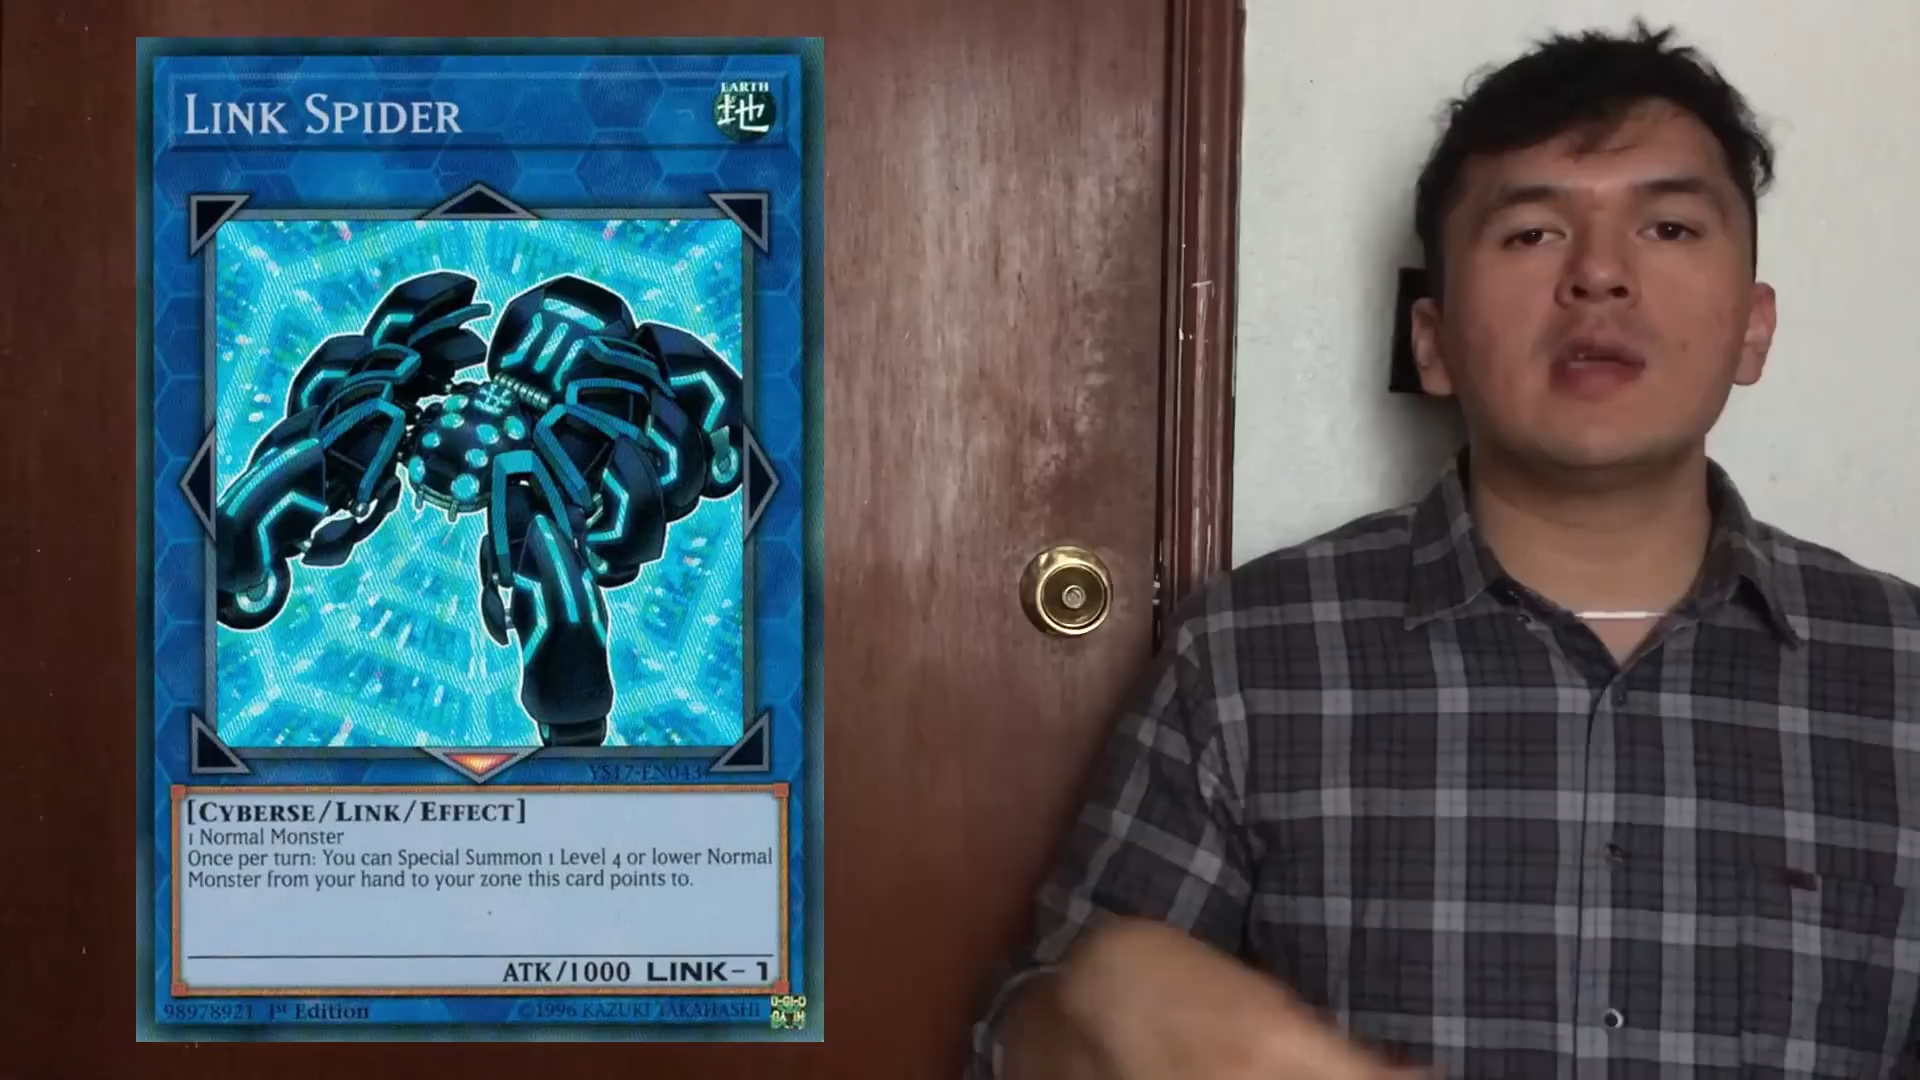 LINK SPIDER
EARTH
地
YS17-EN043
[CYBERSE/LINK/EFFECT]
1 Normal Monster
Once per turn: You can Special Summon 1 Level 4 or lower Normal
Monster from your hand to your zone this card points to.
ATK/1000 LINK-1
98978921 1st Edition ©1996 KAZUKI TAKAHASHI